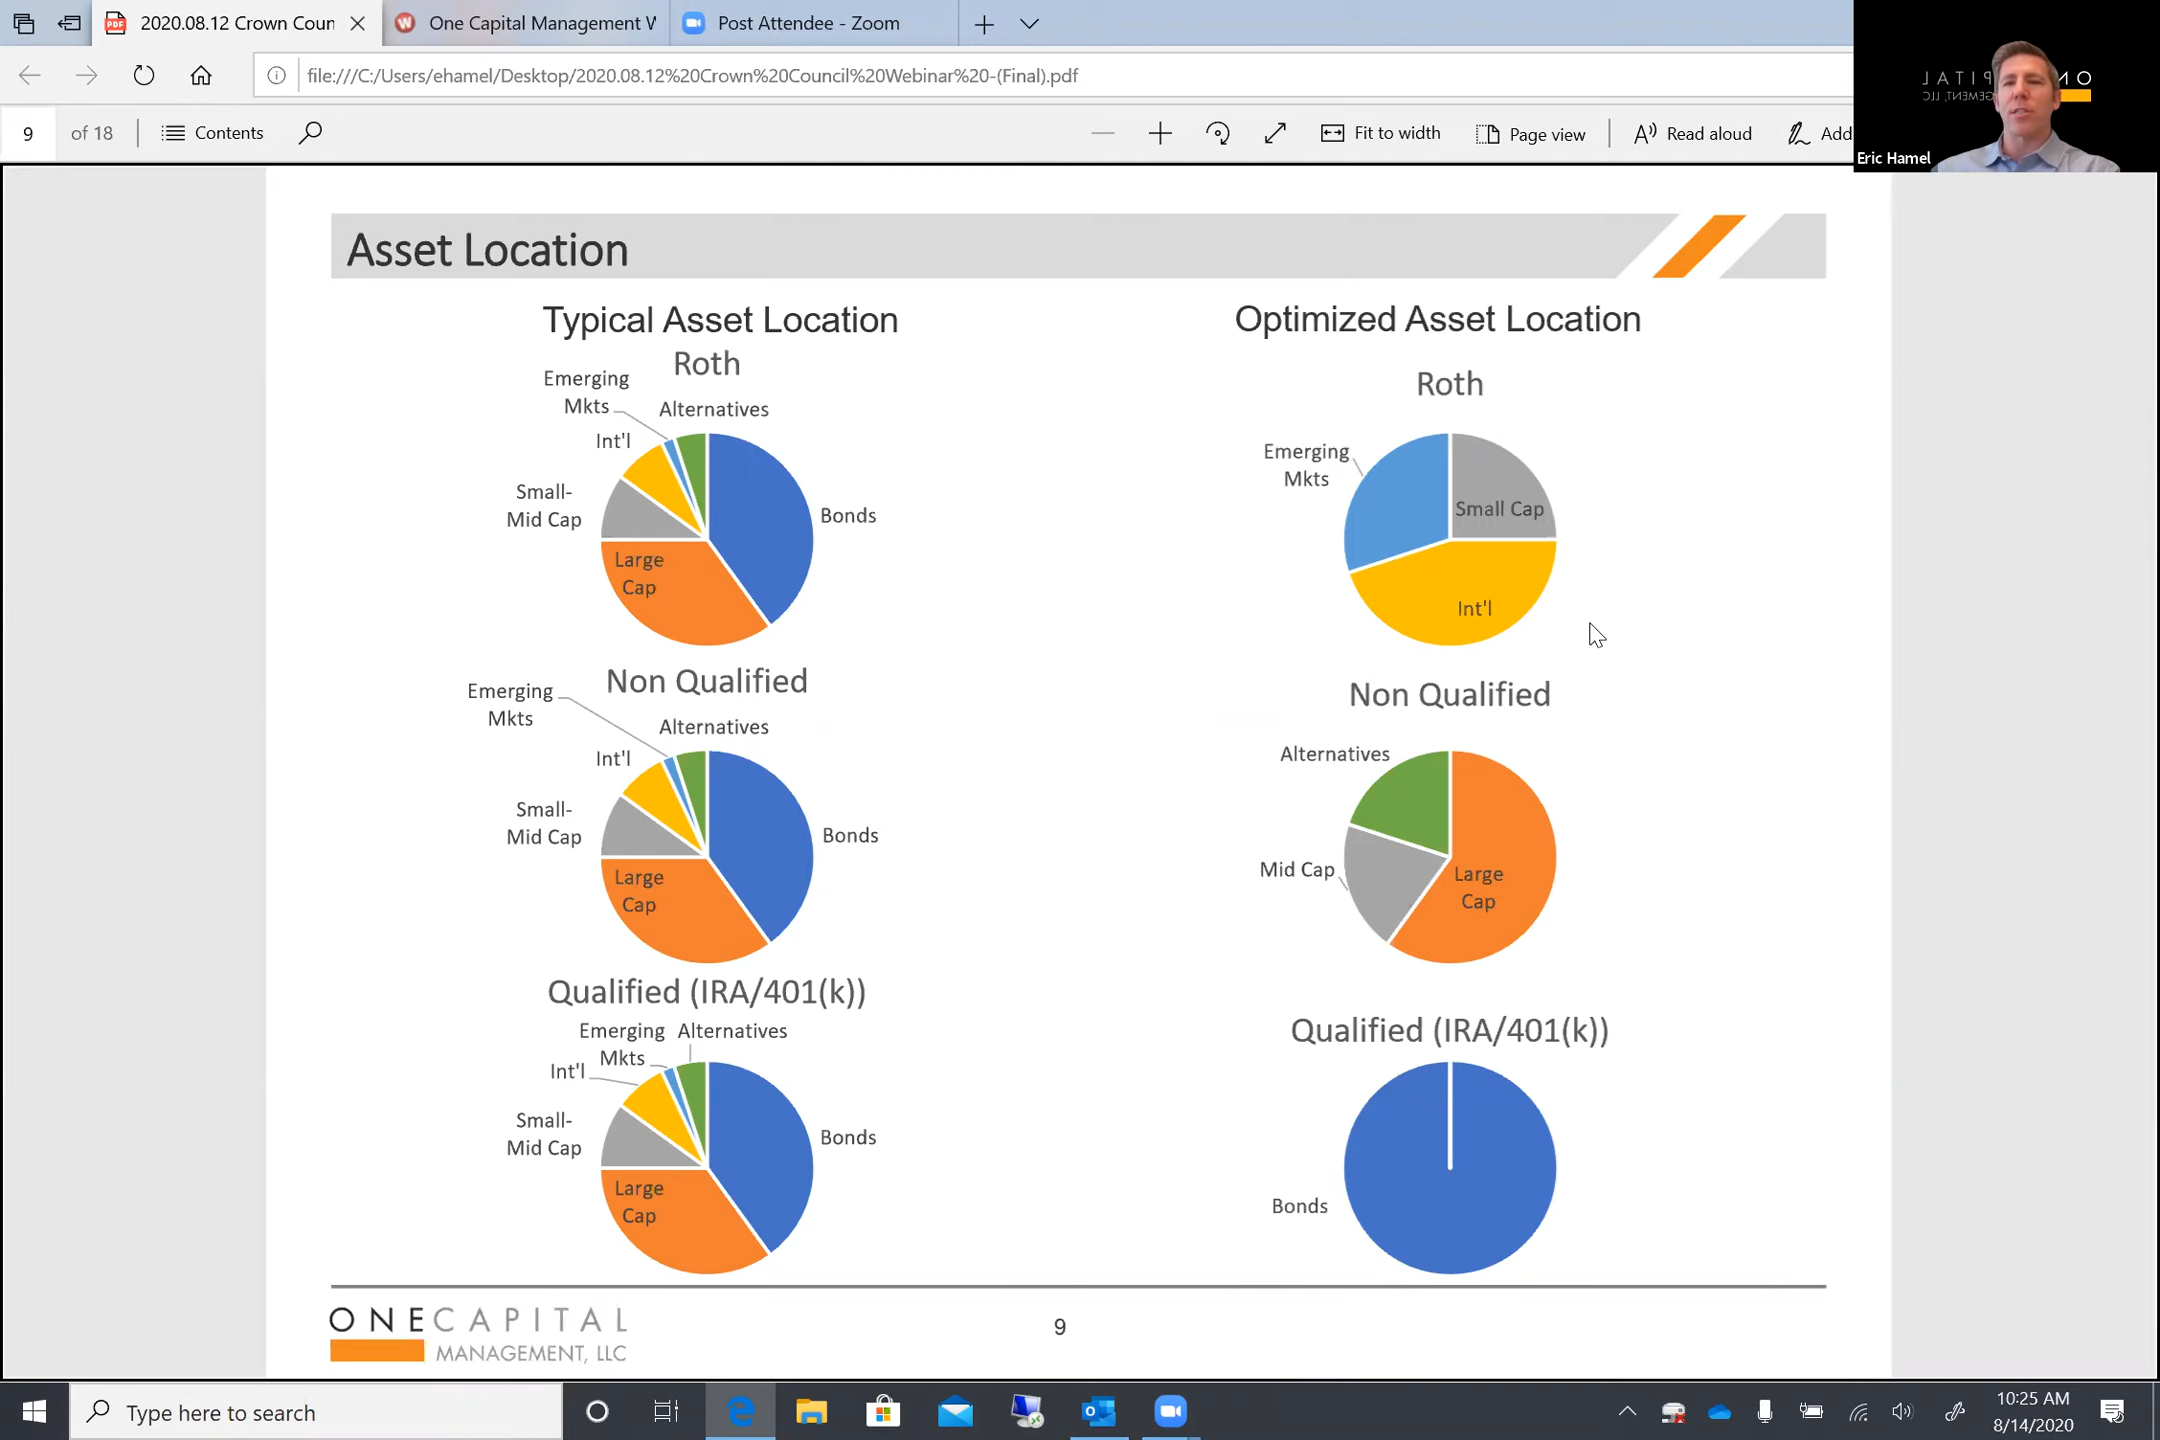 2020.08.12 Crown Coun
One Capital Management W
Post Attendee - Zoom
file:///C:/Users/ehamel/Desktop/2020.08.12%20Crown%20Council%20Webinar%20-(Final).pdf
ONE CAPITAL
MANAGEMENT, LLC
Eric Hamel
9 of 18
Contents
Fit to width
Page view
Read aloud
Add
Asset Location
Typical Asset Location
Roth
Emerging
Mkts
Alternatives
Int'l
Small-
Mid Cap
Bonds
Large
Cap
Non Qualified
Emerging
Mkts
Alternatives
Int'l
Small-
Mid Cap
Bonds
Large
Cap
Qualified (IRA/401(k))
Emerging
Mkts
Alternatives
Int'l
Small-
Mid Cap
Bonds
Large
Cap
Optimized Asset Location
Roth
Emerging
Mkts
Small Cap
Int'l
Non Qualified
Alternatives
Mid Cap
Large
Cap
Qualified (IRA/401(k))
Bonds
ONECAPITAL
MANAGEMENT, LLC
9
Type here to search
10:25 AM
8/14/2020